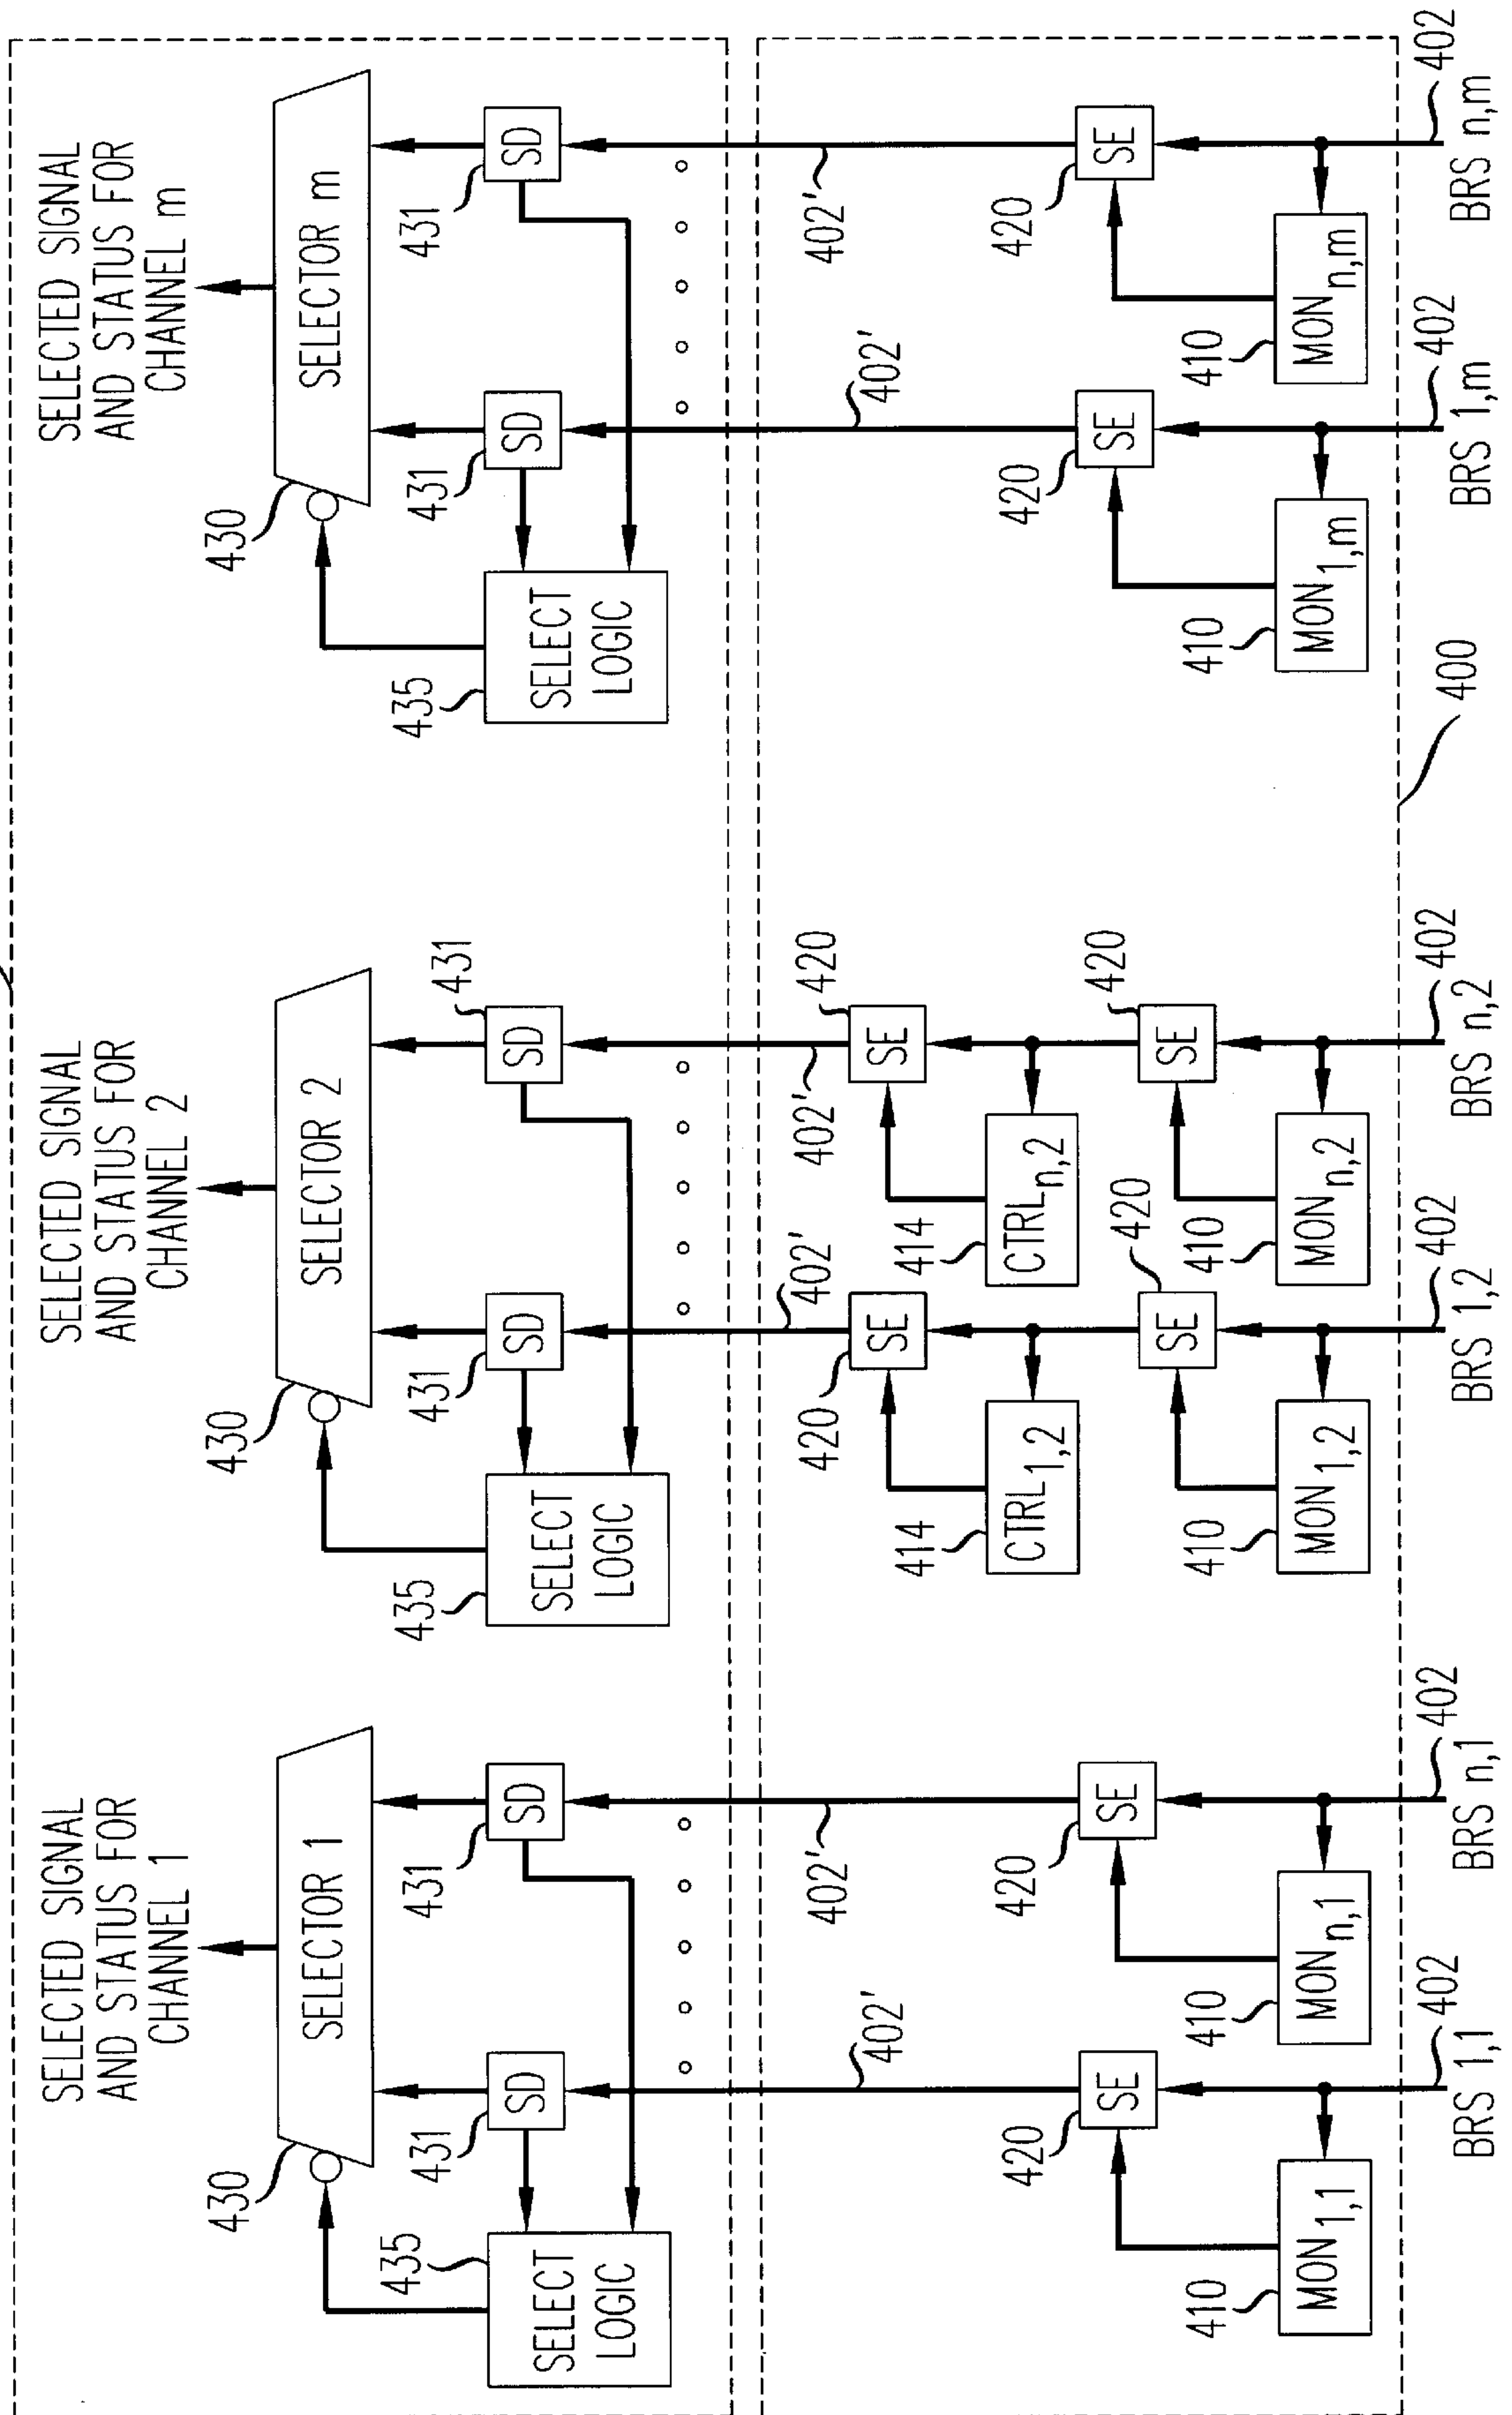 SELECTED SIGNAL
AND STATUS FOR
CHANNEL 1
430
SELECTOR 1
435
SELECT
LOGIC
431
SD
431
SD
402'
402'
420
SE
420
SE
410
MON1,1
410
MON n,1
402
BRS 1,1
402
BRS n,1
SELECTED SIGNAL
AND STATUS FOR
CHANNEL 2
430
SELECTOR 2
435
SELECT
LOGIC
431
SD
431
SD
402'
402'
420
SE
420
SE
414
CTRL1,2
414
CTRL n,2
420
SE
420
SE
410
MON1,2
410
MON n,2
402
BRS 1,2
402
BRS n,2
SELECTED SIGNAL
AND STATUS FOR
CHANNEL m
430
SELECTOR m
435
SELECT
LOGIC
431
SD
431
SD
402'
402'
420
SE
420
SE
410
MON1,m
410
MON n,m
402
BRS 1,m
402
BRS n,m
400